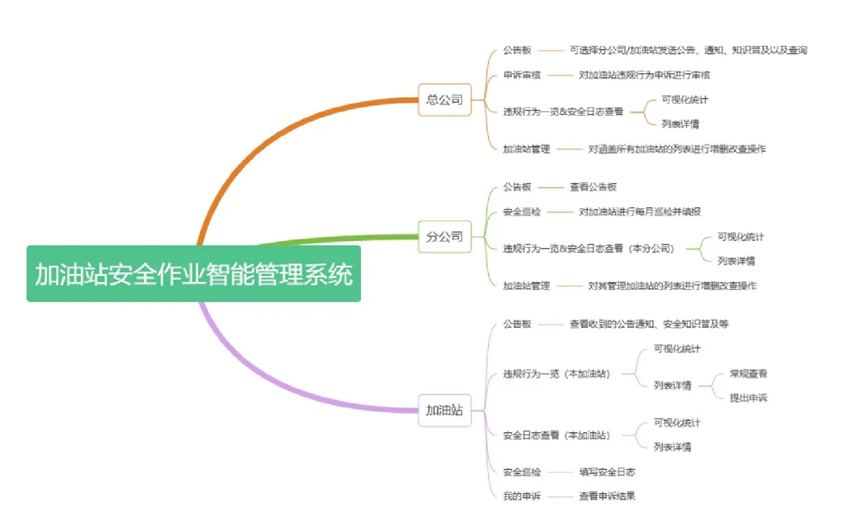 加油站安全作业智能管理系统
总公司
公告板
可选择分公司/加油站发送公告、通知、知识普及以及查询
申诉审核
对加油站违规行为申诉进行审核
违规行为一览&安全日志查看
可视化统计
列表详情
加油站管理
对涵盖所有加油站的列表进行增删改查操作
分公司
公告板
查看公告板
安全巡检
对加油站进行每月巡检并填报
违规行为一览&安全日志查看（本分公司）
可视化统计
列表详情
加油站管理
对其管理加油站的列表进行增删改查操作
加油站
公告板
查看收到的公告通知、安全知识普及等
违规行为一览（本加油站）
可视化统计
列表详情
常规查看
提出申诉
安全日志查看（本加油站）
可视化统计
列表详情
安全巡检
填写安全日志
我的申诉
查看申诉结果